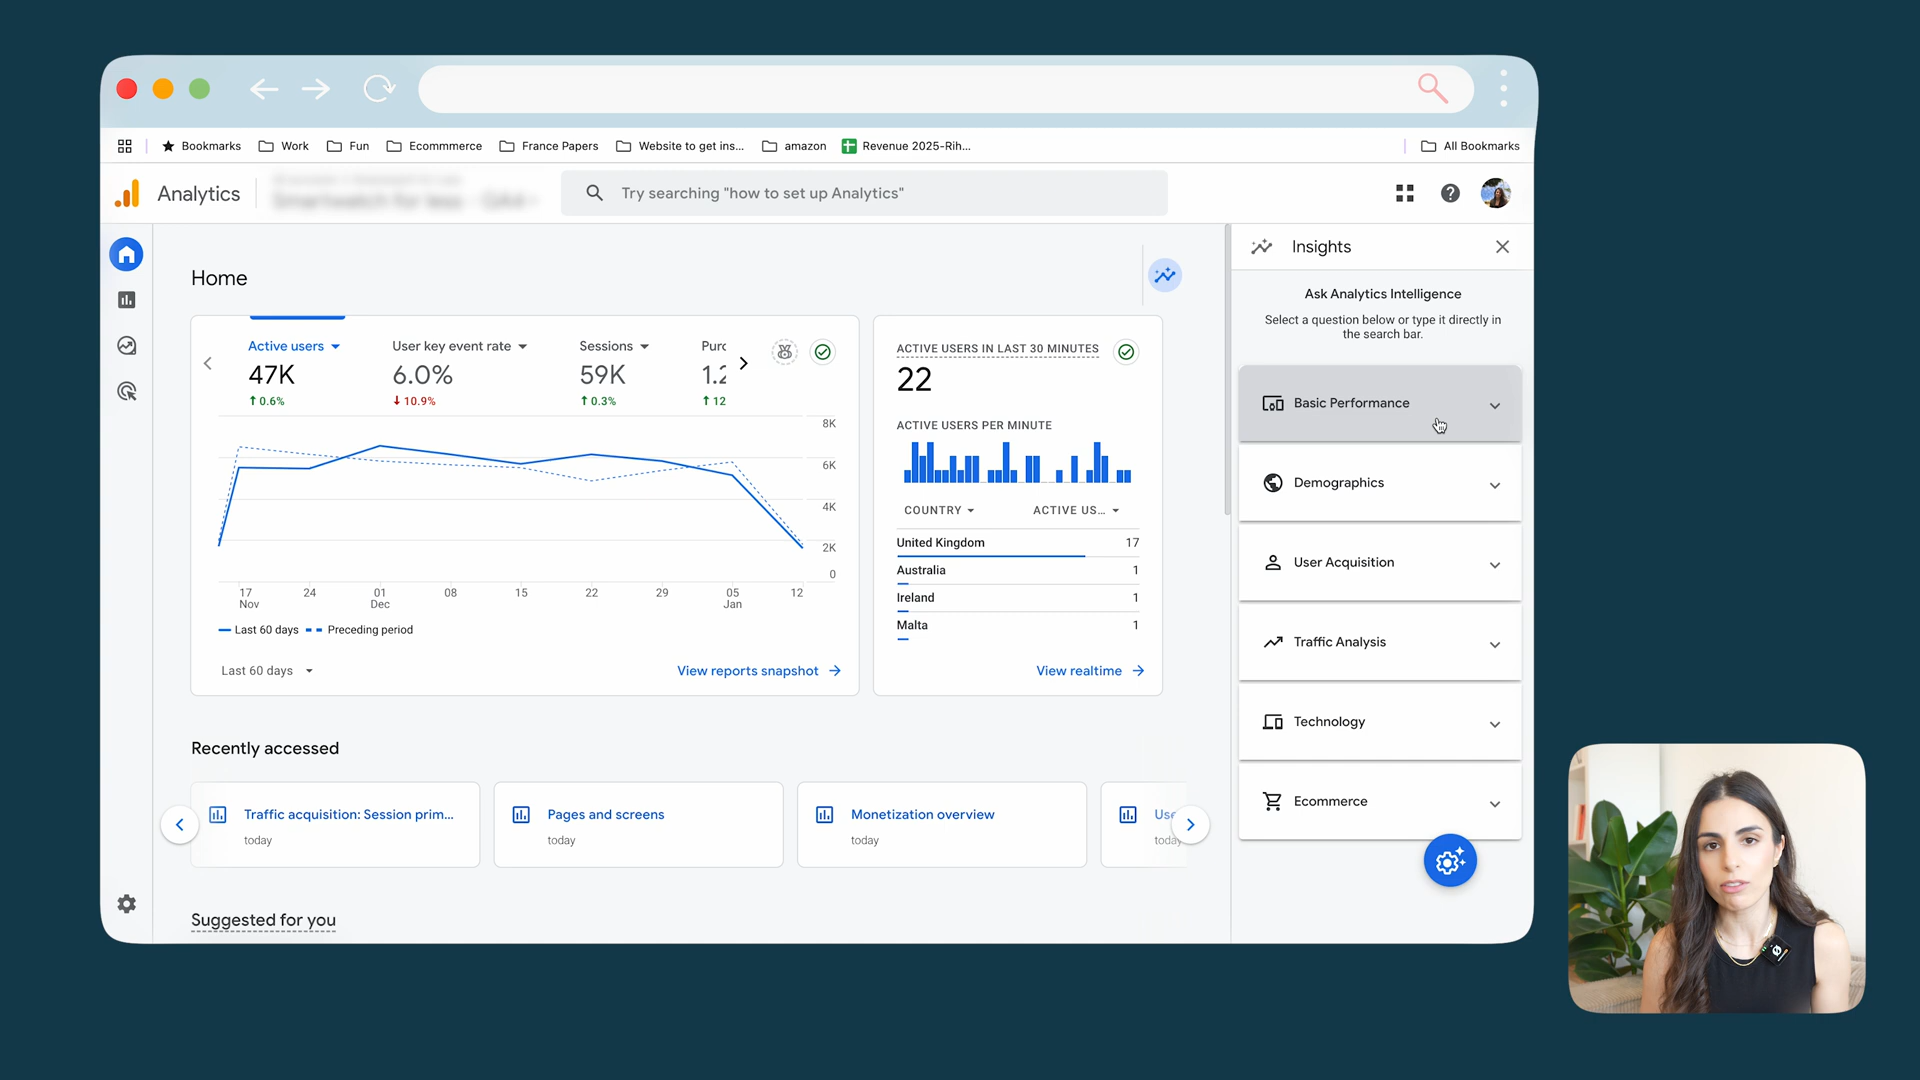 Bookmarks
Work
Fun
Ecommmerce
France Papers
Website to get ins...
amazon
Revenue 2025-Rih...
All Bookmarks
Analytics
Try searching "how to set up Analytics"
Home
Active users
47K
0.6%
User key event rate
6.0%
10.9%
Sessions
59K
0.3%
Purc
1.2
12
8K
6K
4K
2K
0
17
Nov
24
01
Dec
08
15
22
29
05
Jan
12
Last 60 days
Preceding period
Last 60 days
View reports snapshot
ACTIVE USERS IN LAST 30 MINUTES
22
ACTIVE USERS PER MINUTE
COUNTRY
ACTIVE US...
United Kingdom 17
Australia 1
Ireland 1
Malta 1
View realtime
Recently accessed
Traffic acquisition: Session prim...
today
Pages and screens
today
Monetization overview
today
Use
today
Suggested for you
Insights
Ask Analytics Intelligence
Select a question below or type it directly in
the search bar.
Basic Performance
Demographics
User Acquisition
Traffic Analysis
Technology
Ecommerce